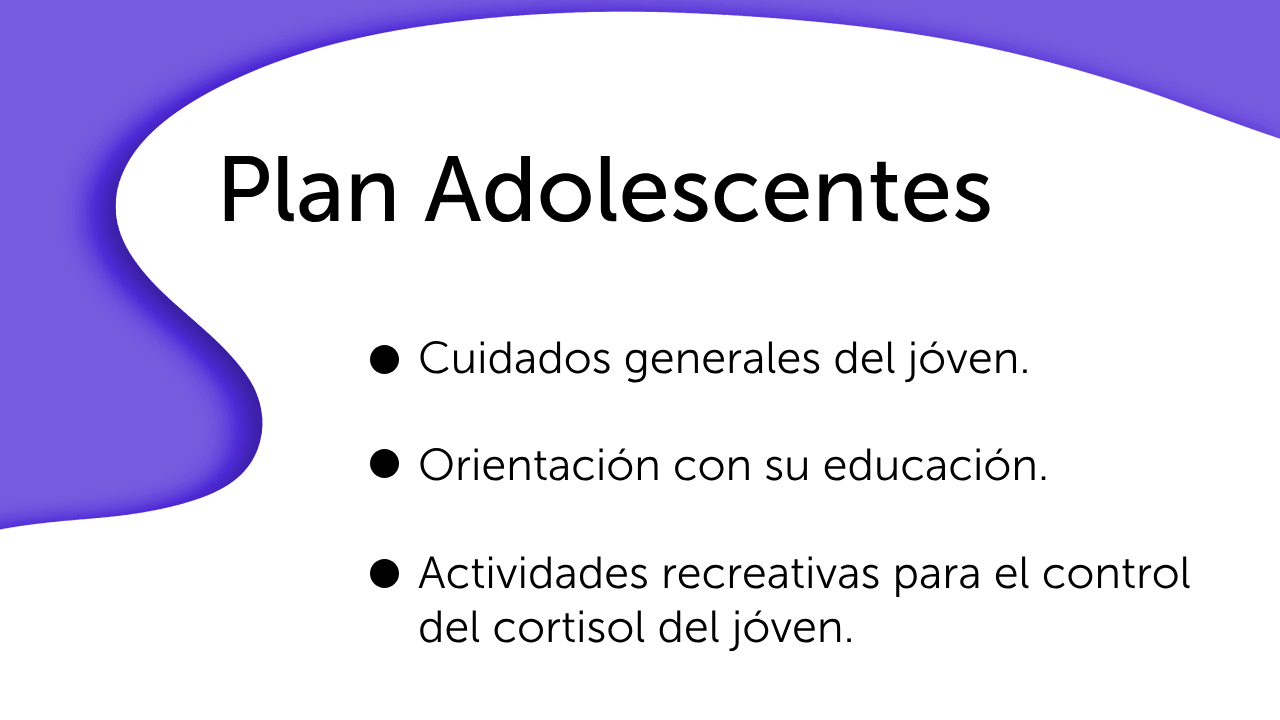 Plan Adolescentes
● Cuidados generales del jóven.
● Orientación con su educación.
● Actividades recreativas para el control
del cortisol del jóven.